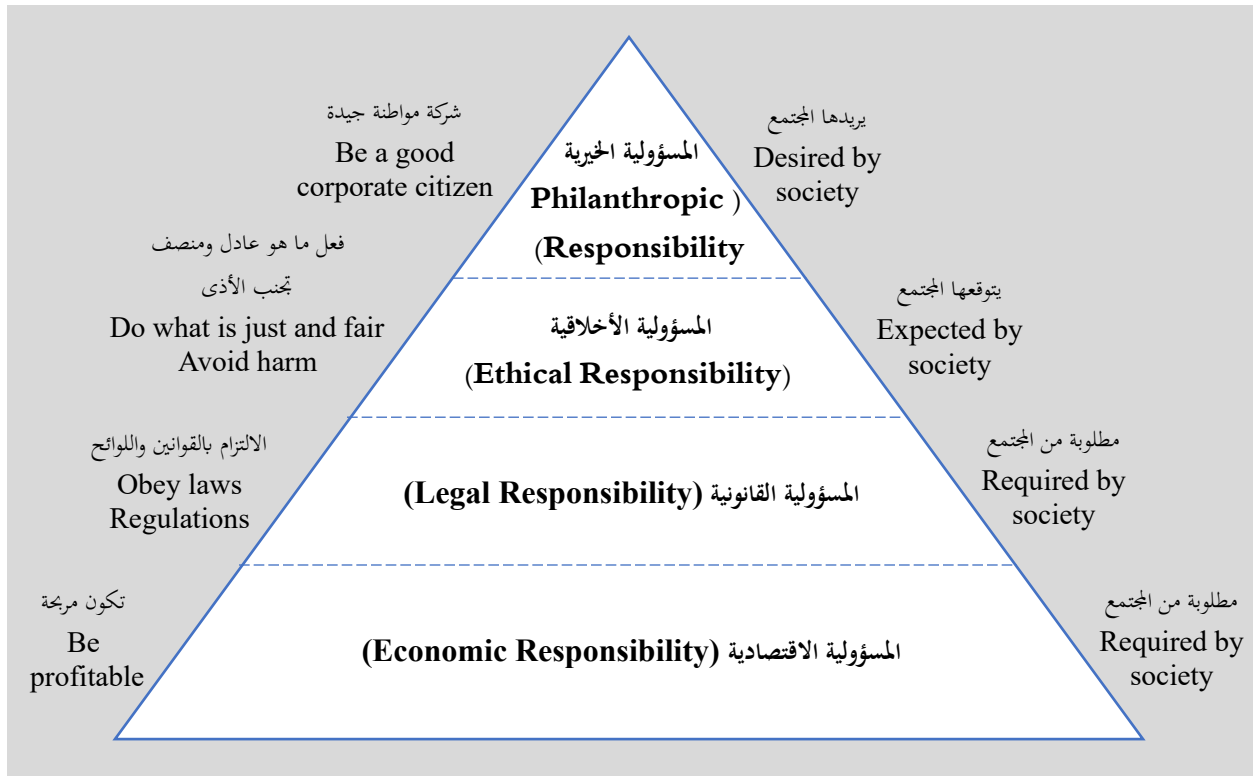 شركة مواطنة جيدة
Be a good
corporate citizen
المسؤولية الخيرية
Philanthropic )
(Responsibility
يريدها المجتمع
Desired by
society
فعل ما هو عادل ومنصف
تجنب الأذى
Do what is just and fair
Avoid harm
المسؤولية الأخلاقية
(Ethical Responsibility)
يتوقعها المجتمع
Expected by
society
الالتزام بالقوانين واللوائح
Obey laws
Regulations
المسؤولية القانونية (Legal Responsibility)
مطلوبة من المجتمع
Required by
society
تكون مربحة
Be
profitable
المسؤولية الاقتصادية (Economic Responsibility)
مطلوبة من المجتمع
Required by
society